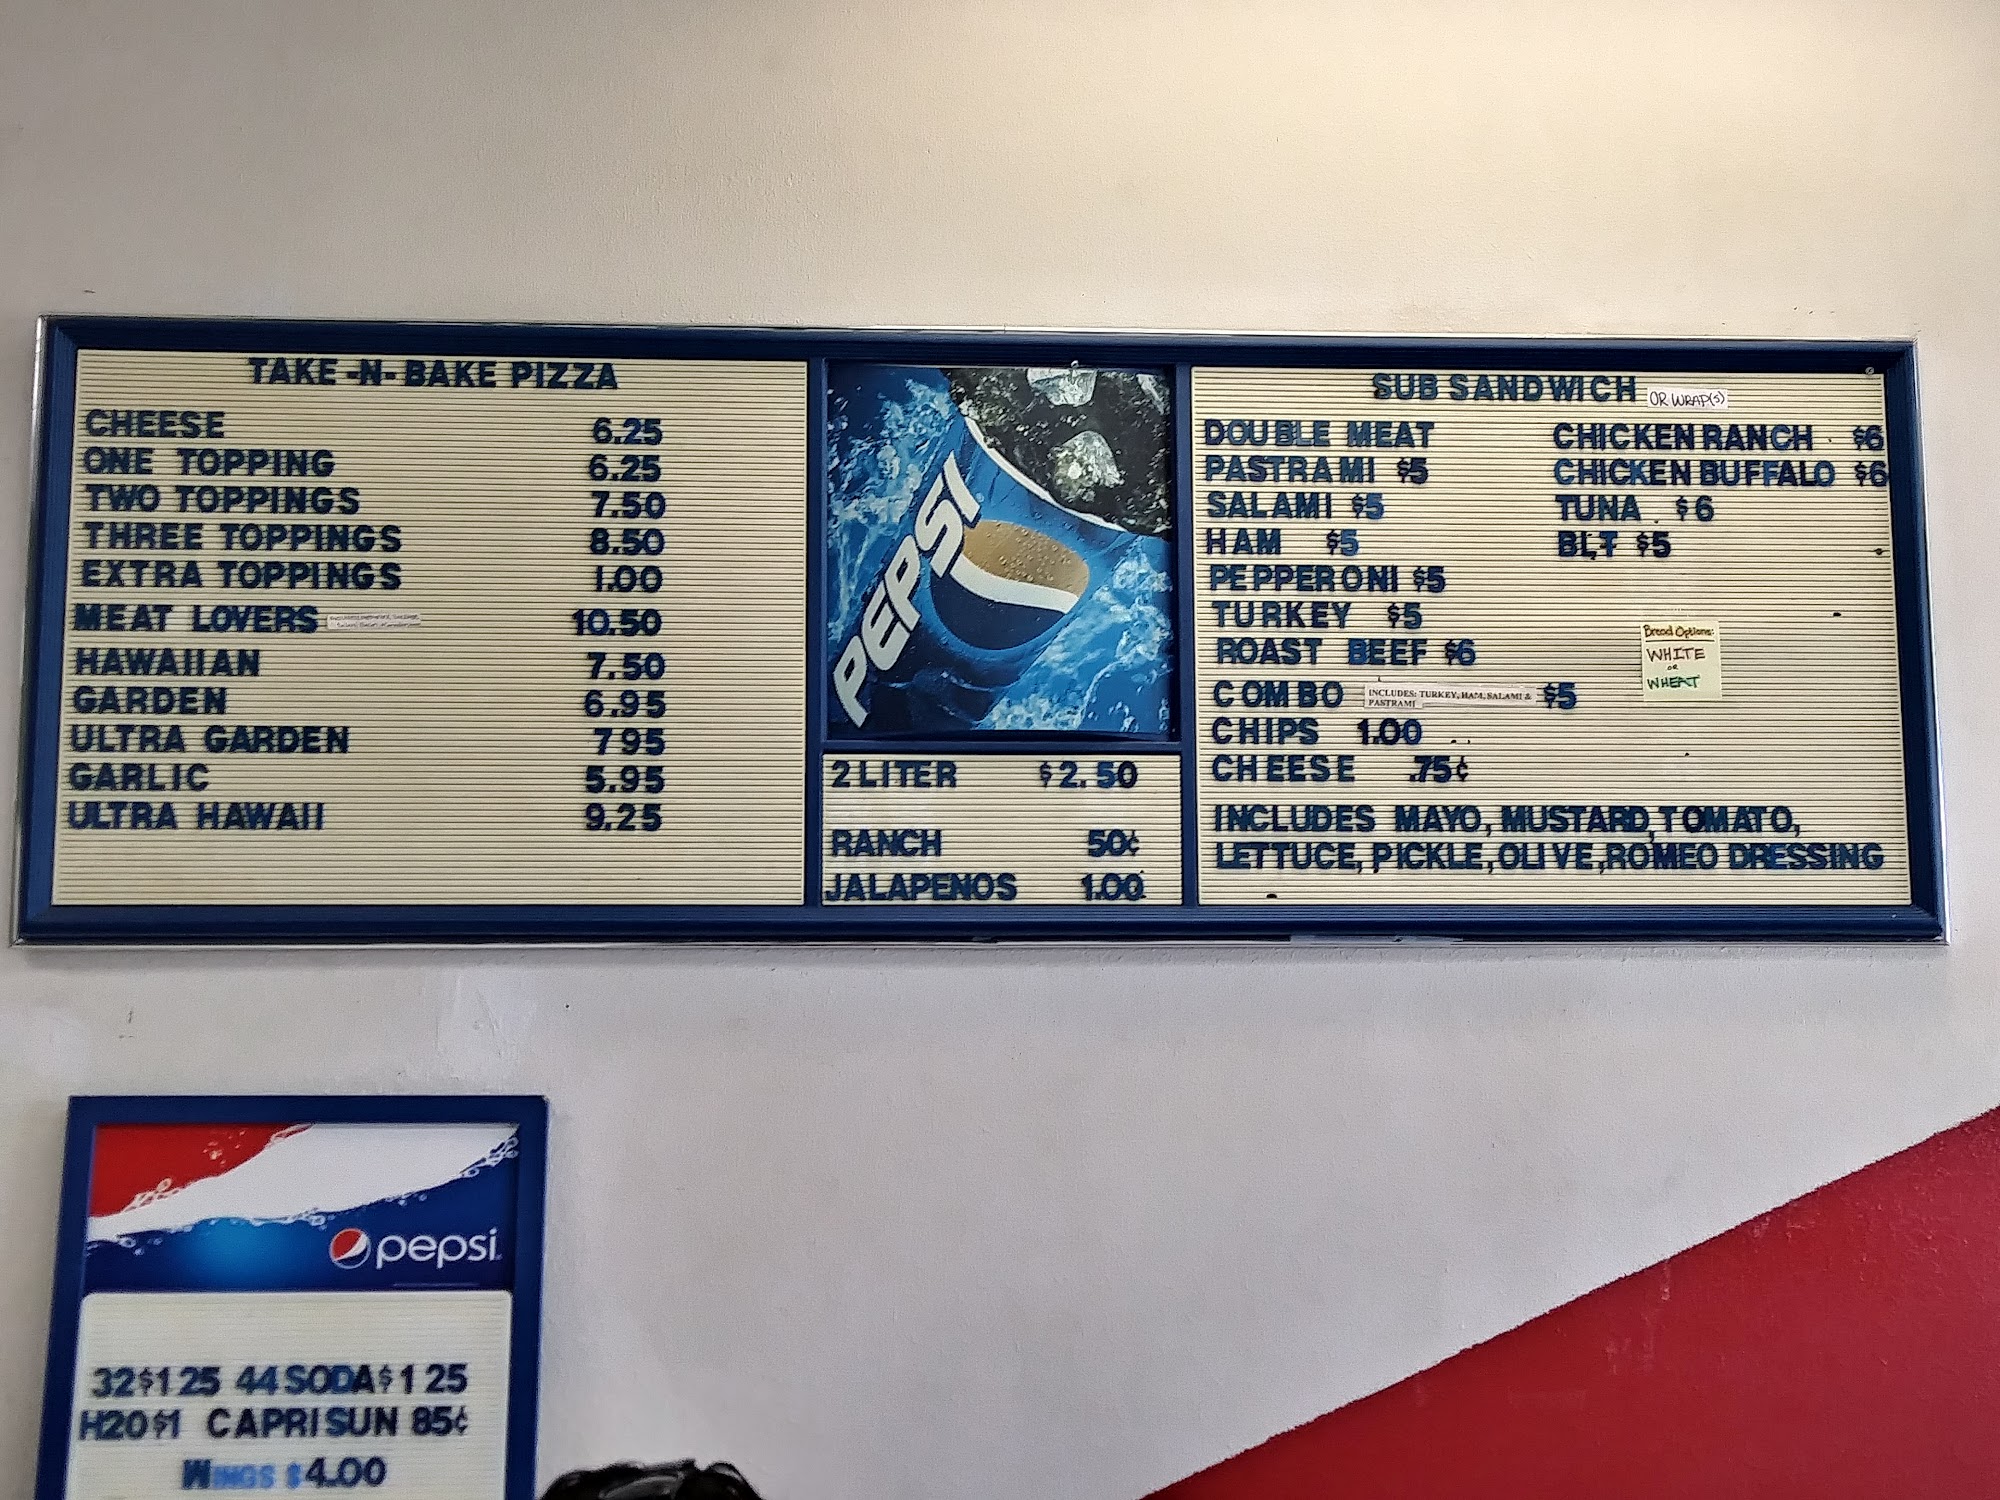 TAKE-N-BAKE PIZZA
CHEESE 6.25
ONE TOPPING 6.25
TWO TOPPINGS 7.50
THREE TOPPINGS 8.50
EXTRA TOPPINGS 1.00
MEAT LOVERS 10.50
HAWAIIAN 7.50
GARDEN 6.95
ULTRA GARDEN 7 95
GARLIC 5.95
ULTRA HAWAII 9.25
PEPSI
2 LITER $2.50
RANCH 50¢
JALAPENOS 1.00
SUB SANDWICH OR WRAP(S)
DOUBLE MEAT
PASTRAMI $5
SALAMI $5
HAM $5
PEPPERONI $5
TURKEY $5
ROAST BEEF $6
COMBO INCLUDES: TURKEY, HAM, SALAMI & $5
PASTRAMI
CHIPS 1.00
CHEESE .75¢
CHICKEN RANCH $6
CHICKEN BUFFALO $6
TUNA $6
BLT $5
Bread Options:
WHITE
OR
WHEAT
INCLUDES MAYO, MUSTARD, TOMATO,
LETTUCE, PICKLE, OLIVE, ROMEO DRESSING
pepsi
32$1 25 44 SODA $1 25
H20 $1 CAPRISUN 85¢
WINGS $4.00